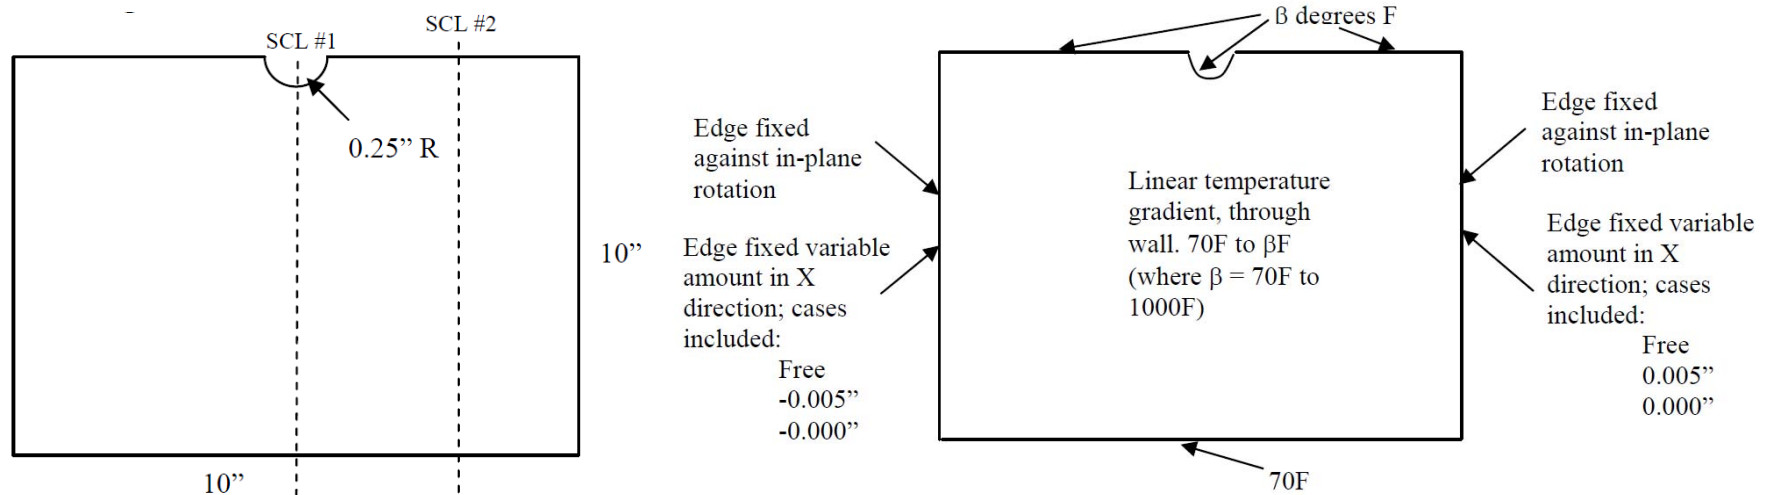 SCL #1
SCL #2
0.25” R
10”
10”
β degrees F
Edge fixed
against in-plane
rotation
Edge fixed variable
amount in X
direction; cases
included:
Free
-0.005”
-0.000”
Linear temperature
gradient, through
wall. 70F to βF
(where β = 70F to
1000F)
Edge fixed
against in-plane
rotation
Edge fixed variable
amount in X
direction; cases
included:
Free
0.005”
0.000”
70F